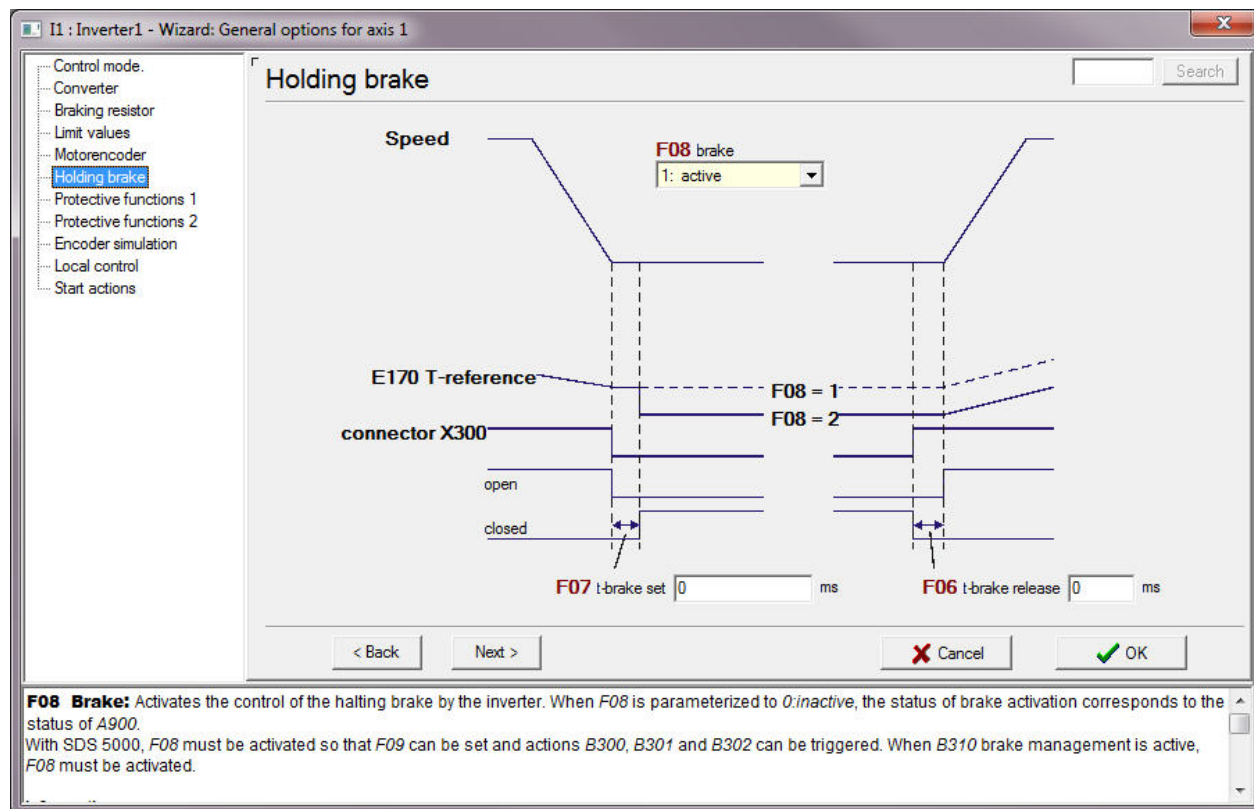 I1 : Inverter1 - Wizard: General options for axis 1
Control mode.
Converter
Braking resistor
Limit values
Motorencoder
Holding brake
Protective functions 1
Protective functions 2
Encoder simulation
Local control
Start actions
Holding brake
Search
Speed
F08 brake
1: active
E170 T-reference
F08 = 1
F08 = 2
connector X300
open
closed
F07 t-brake set 0 ms
F06 t-brake release 0 ms
< Back
Next >
Cancel
OK
F08 Brake: Activates the control of the halting brake by the inverter. When F08 is parameterized to 0:inactive, the status of brake activation corresponds to the
status of A900.
With SDS 5000, F08 must be activated so that F09 can be set and actions B300, B301 and B302 can be triggered. When B310 brake management is active,
F08 must be activated.